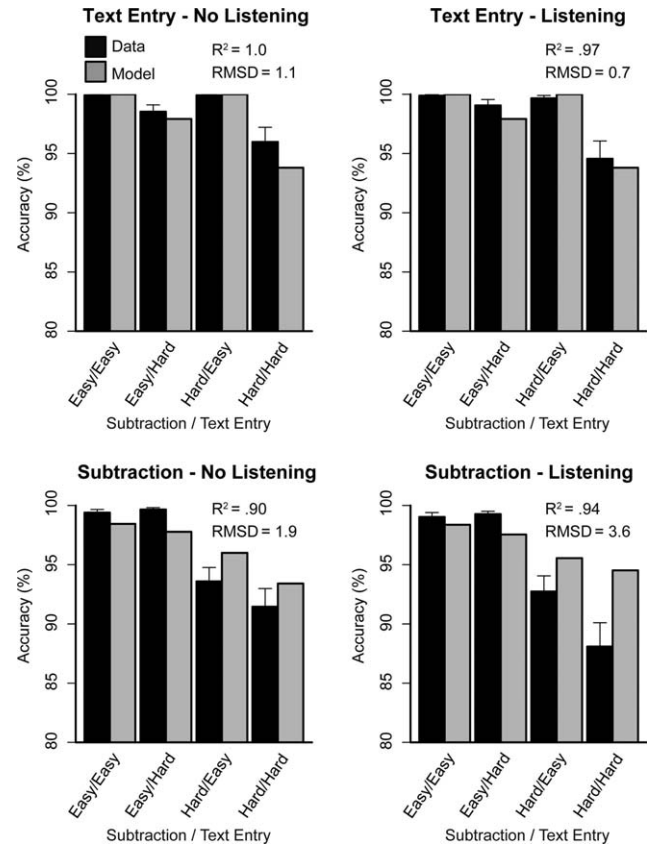 Text Entry - No Listening
Data
Model
R² = 1.0
RMSD = 1.1
Accuracy (%)
100
95
90
85
80
Easy/Easy
Easy/Hard
Hard/Easy
Hard/Hard
Subtraction / Text Entry
Text Entry - Listening
R² = .97
RMSD = 0.7
Accuracy (%)
100
95
90
85
80
Easy/Easy
Easy/Hard
Hard/Easy
Hard/Hard
Subtraction / Text Entry
Subtraction - No Listening
R² = .90
RMSD = 1.9
Accuracy (%)
100
95
90
85
80
Easy/Easy
Easy/Hard
Hard/Easy
Hard/Hard
Subtraction / Text Entry
Subtraction - Listening
R² = .94
RMSD = 3.6
Accuracy (%)
100
95
90
85
80
Easy/Easy
Easy/Hard
Hard/Easy
Hard/Hard
Subtraction / Text Entry